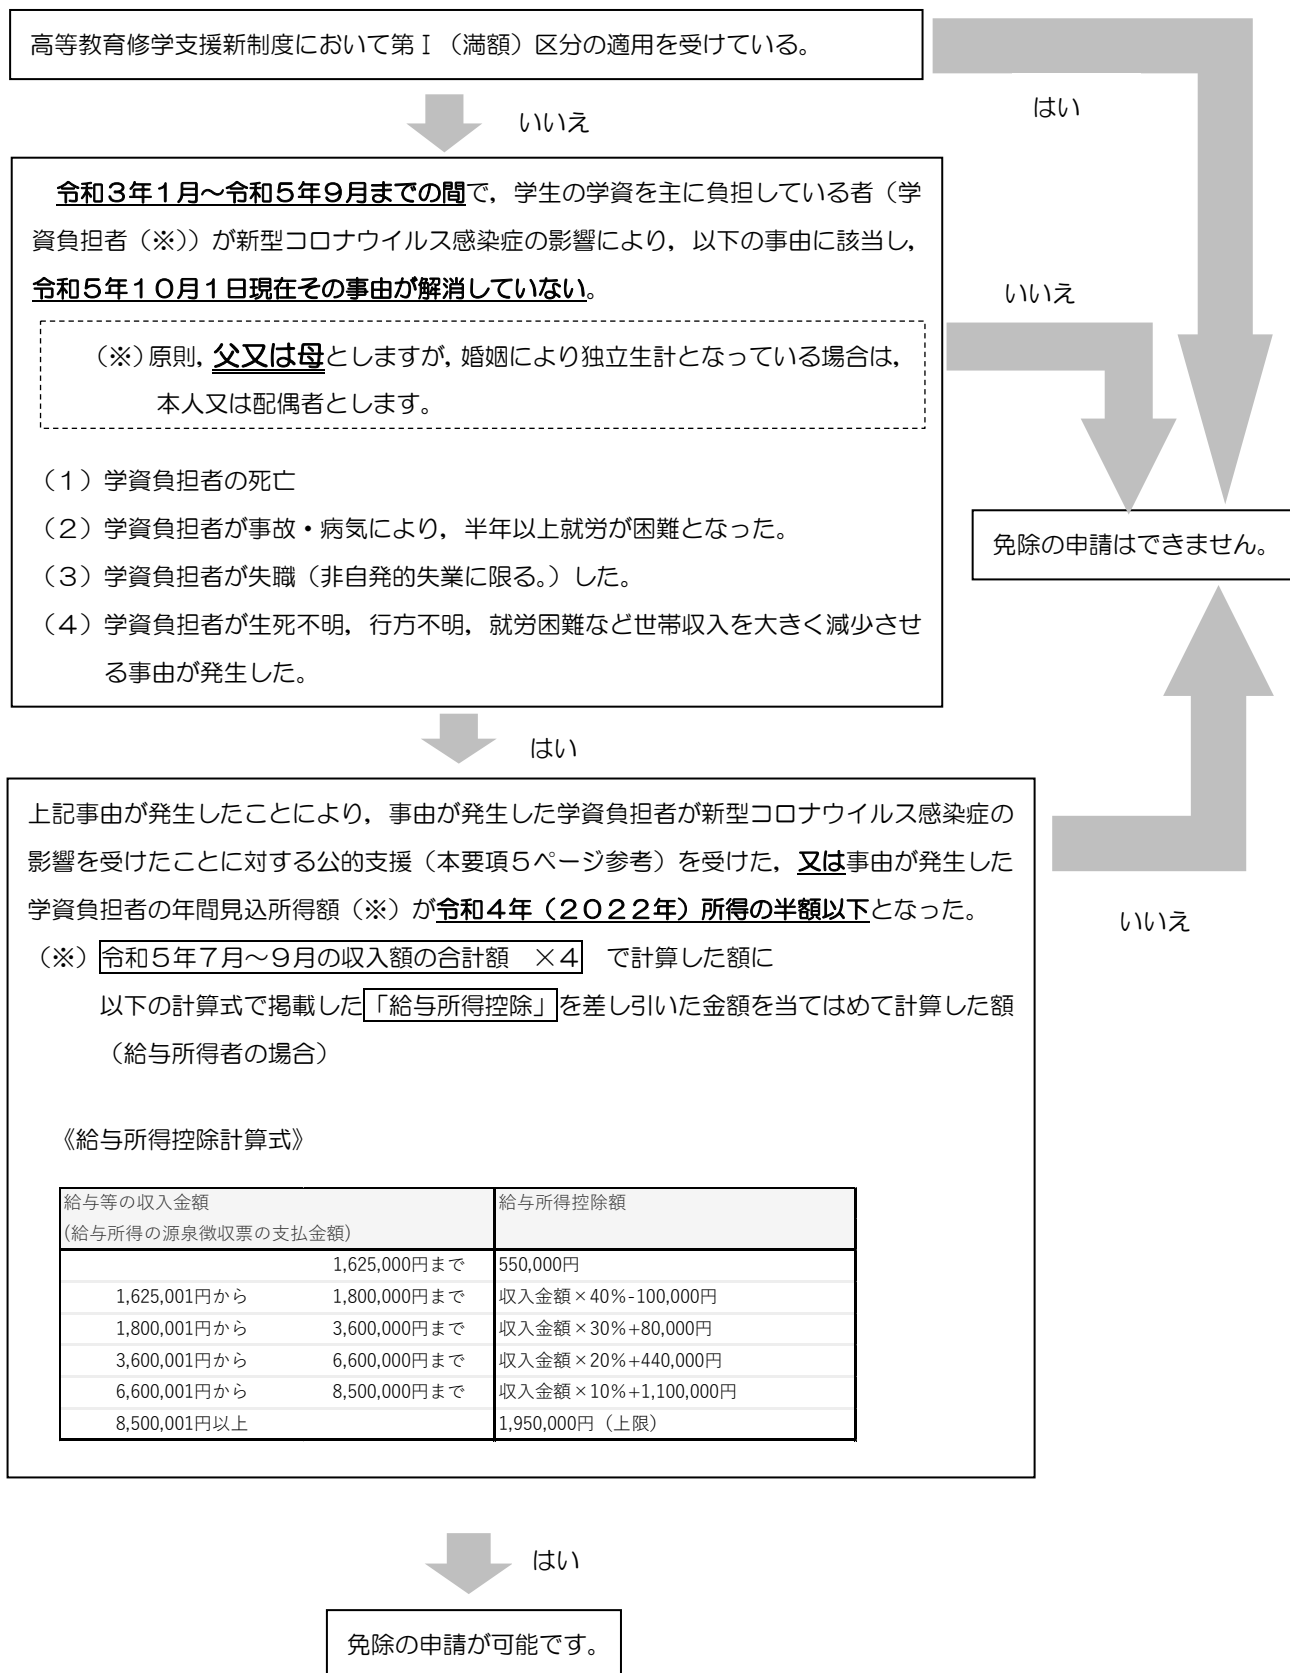 高等教育修学支援新制度において第Ⅰ（満額）区分の適用を受けている。
はい
いいえ
令和３年１月～令和５年９月までの間で，学生の学資を主に負担している者（学
資負担者（※））が新型コロナウイルス感染症の影響により，以下の事由に該当し，
令和５年１０月１日現在その事由が解消していない。
いいえ
（※）原則，父又は母としますが，婚姻により独立生計となっている場合は，
本人又は配偶者とします。
（１）学資負担者の死亡
（２）学資負担者が事故・病気により，半年以上就労が困難となった。
（３）学資負担者が失職（非自発的失業に限る。）した。
（４）学資負担者が生死不明，行方不明，就労困難など世帯収入を大きく減少させ
る事由が発生した。
免除の申請はできません。
はい
上記事由が発生したことにより，事由が発生した学資負担者が新型コロナウイルス感染症の
影響を受けたことに対する公的支援（本要項５ページ参考）を受けた，又は事由が発生した
学資負担者の年間見込所得額（※）が令和４年（２０２２年）所得の半額以下となった。
（※）令和５年７月～９月の収入額の合計額　×４　で計算した額に
以下の計算式で掲載した「給与所得控除」を差し引いた金額を当てはめて計算した額
（給与所得者の場合）
いいえ
《給与所得控除計算式》
給与等の収入金額
(給与所得の源泉徴収票の支払金額) 給与所得控除額
1,625,000円まで 550,000円
1,625,001円から 1,800,000円まで 収入金額×40%-100,000円
1,800,001円から 3,600,000円まで 収入金額×30%+80,000円
3,600,001円から 6,600,000円まで 収入金額×20%+440,000円
6,600,001円から 8,500,000円まで 収入金額×10%+1,100,000円
8,500,001円以上 1,950,000円（上限）
はい
免除の申請が可能です。